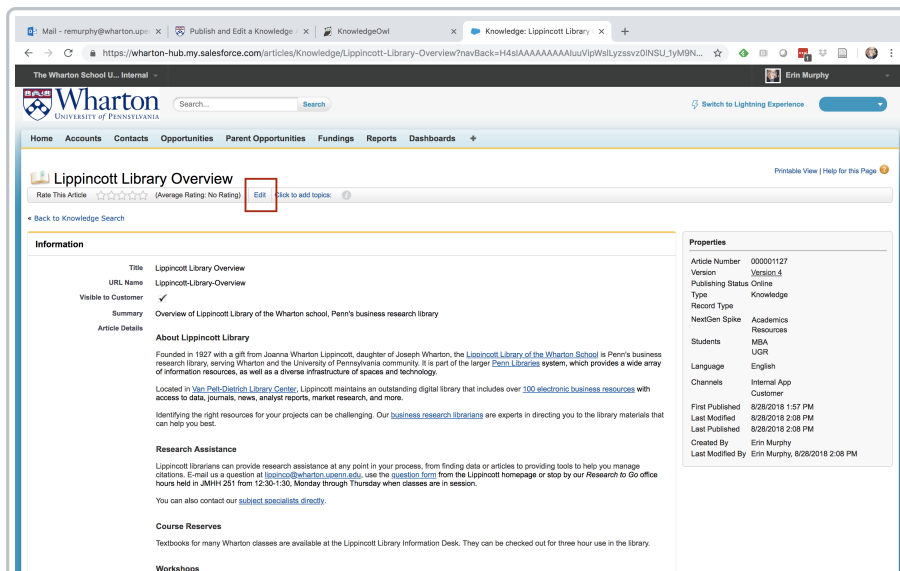 Mail - remurphy@wharton.upen
Publish and Edit a Knowledge A
KnowledgeOwl
Knowledge: Lippincott Library
https://wharton-hub.my.salesforce.com/articles/Knowledge/Lippincott-Library-Overview?navBack=
The Wharton School U... Internal
Erin Murphy
Wharton
UNIVERSITY of PENNSYLVANIA
Search...
Search
Switch to Lightning Experience
Home Accounts Contacts Opportunities Parent Opportunities Fundings Reports Dashboards +
Lippincott Library Overview
Printable View | Help for this Page
Rate This Article (Average Rating: No Rating) Edit Click to add topics:
« Back to Knowledge Search
Information
Title Lippincott Library Overview
URL Name Lippincott-Library-Overview
Visible to Customer ✓
Summary Overview of Lippincott Library of the Wharton school, Penn's business research library
Article Details
About Lippincott Library
Founded in 1927 with a gift from Joanna Wharton Lippincott, daughter of Joseph Wharton, the Lippincott Library of the Wharton School is Penn's business
research library, serving Wharton and the University of Pennsylvania community. It is part of the larger Penn Libraries system, which provides a wide array
of information resources, as well as a diverse infrastructure of spaces and technology.
Located in Van Pelt-Dietrich Library Center, Lippincott maintains an outstanding digital library that includes over 100 electronic business resources with
access to data, journals, news, analyst reports, market research, and more.
Identifying the right resources for your projects can be challenging. Our business research librarians are experts in directing you to the library materials that
can help you best.
Research Assistance
Lippincott librarians can provide research assistance at any point in your process, from finding data or articles to providing tools to help you manage
citations. E-mail us a question at lippinco@wharton.upenn.edu, use the question form from the Lippincott homepage or stop by our Research to Go office
hours held in JMHH 251 from 12:30-1:30, Monday through Thursday when classes are in session.
You can also contact our subject specialists directly.
Course Reserves
Textbooks for many Wharton classes are available at the Lippincott Library Information Desk. They can be checked out for three hour use in the library.
Workshops
Properties
Article Number 000001127
Version Version 4
Publishing Status Online
Type Knowledge
Record Type
NextGen Spike Academics
Resources
Students MBA
UGR
Language English
Channels Internal App
Customer
First Published 8/28/2018 1:57 PM
Last Modified 8/28/2018 2:08 PM
Last Published 8/28/2018 2:08 PM
Created By Erin Murphy
Last Modified By Erin Murphy, 8/28/2018 2:08 PM